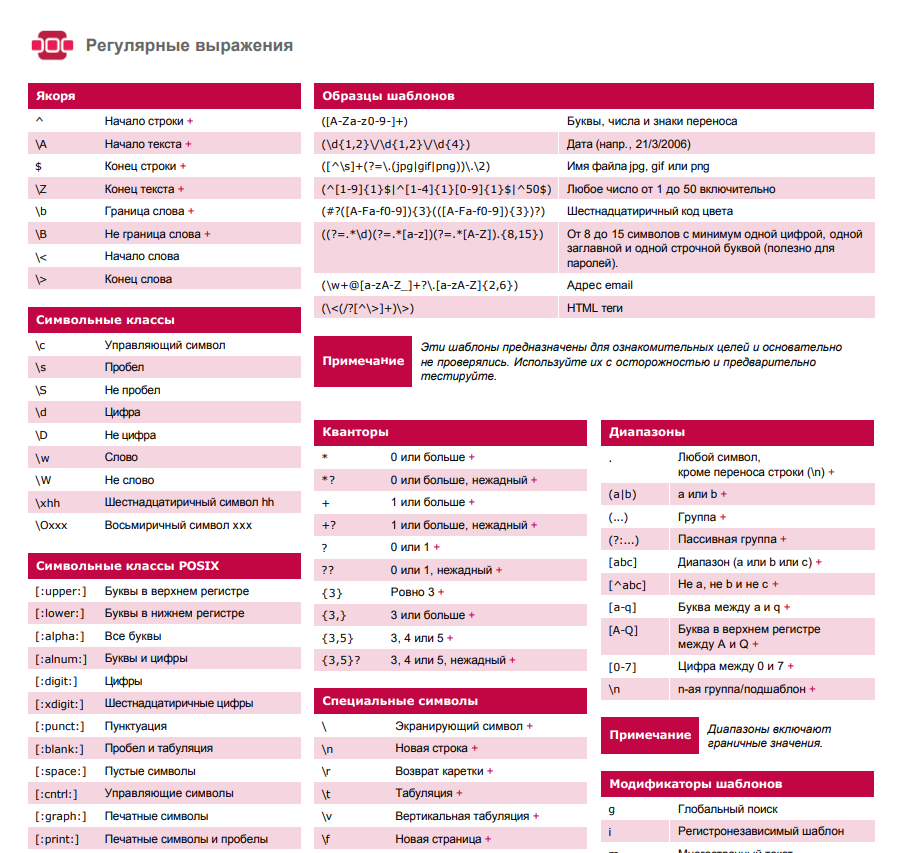 Регулярные выражения
Якоря
^ Начало строки +
\A Начало текста +
$ Конец строки +
\Z Конец текста +
\b Граница слова +
\B Не граница слова +
\< Начало слова
\> Конец слова
Символьные классы
\c Управляющий символ
\s Пробел
\S Не пробел
\d Цифра
\D Не цифра
\w Слово
\W Не слово
\xhh Шестнадцатиричный символ hh
\Oxxx Восьмиричный символ xxx
Символьные классы POSIX
[:upper:] Буквы в верхнем регистре
[:lower:] Буквы в нижнем регистре
[:alpha:] Все буквы
[:alnum:] Буквы и цифры
[:digit:] Цифры
[:xdigit:] Шестнадцатиричные цифры
[:punct:] Пунктуация
[:blank:] Пробел и табуляция
[:space:] Пустые символы
[:cntrl:] Управляющие символы
[:graph:] Печатные символы
[:print:] Печатные символы и пробелы
Образцы шаблонов
([A-Za-z0-9-]+) Буквы, числа и знаки переноса
(\d{1,2}\/\d{1,2}\/\d{4}) Дата (напр., 21/3/2006)
([^\s]+(?=\.(jpg|gif|png))\.\2) Имя файла jpg, gif или png
(^[1-9]{1}$|^[1-4]{1}[0-9]{1}$|^50$) Любое число от 1 до 50 включительно
(#?([A-Fa-f0-9]){3}(([A-Fa-f0-9]){3})?) Шестнадцатиричный код цвета
((?=.*\d)(?=.*[a-z])(?=.*[A-Z]).{8,15}) От 8 до 15 символов с минимум одной цифрой, одной
заглавной и одной строчной буквой (полезно для
паролей).
(\w+@[a-zA-Z_]+?\.[a-zA-Z]{2,6}) Адрес email
(\<(/?[^\>]+)\>) HTML теги
Примечание
Эти шаблоны предназначены для ознакомительных целей и основательно
не проверялись. Используйте их с осторожностью и предварительно
тестируйте.
Кванторы
* 0 или больше +
*? 0 или больше, нежадный +
+ 1 или больше +
+? 1 или больше, нежадный +
? 0 или 1 +
?? 0 или 1, нежадный +
{3} Ровно 3 +
{3,} 3 или больше +
{3,5} 3, 4 или 5 +
{3,5}? 3, 4 или 5, нежадный +
Специальные символы
\ Экранирующий символ +
\n Новая строка +
\r Возврат каретки +
\t Табуляция +
\v Вертикальная табуляция +
\f Новая страница +
Диапазоны
. Любой символ,
кроме переноса строки (\n) +
(a|b) a или b +
(...) Группа +
(?:...) Пассивная группа +
[abc] Диапазон (a или b или c) +
[^abc] Не a, не b и не c +
[a-q] Буква между a и q +
[A-Q] Буква в верхнем регистре
между A и Q +
[0-7] Цифра между 0 и 7 +
\n n-ая группа/подшаблон +
Примечание
Диапазоны включают
граничные значения.
Модификаторы шаблонов
g Глобальный поиск
i Регистронезависимый шаблон